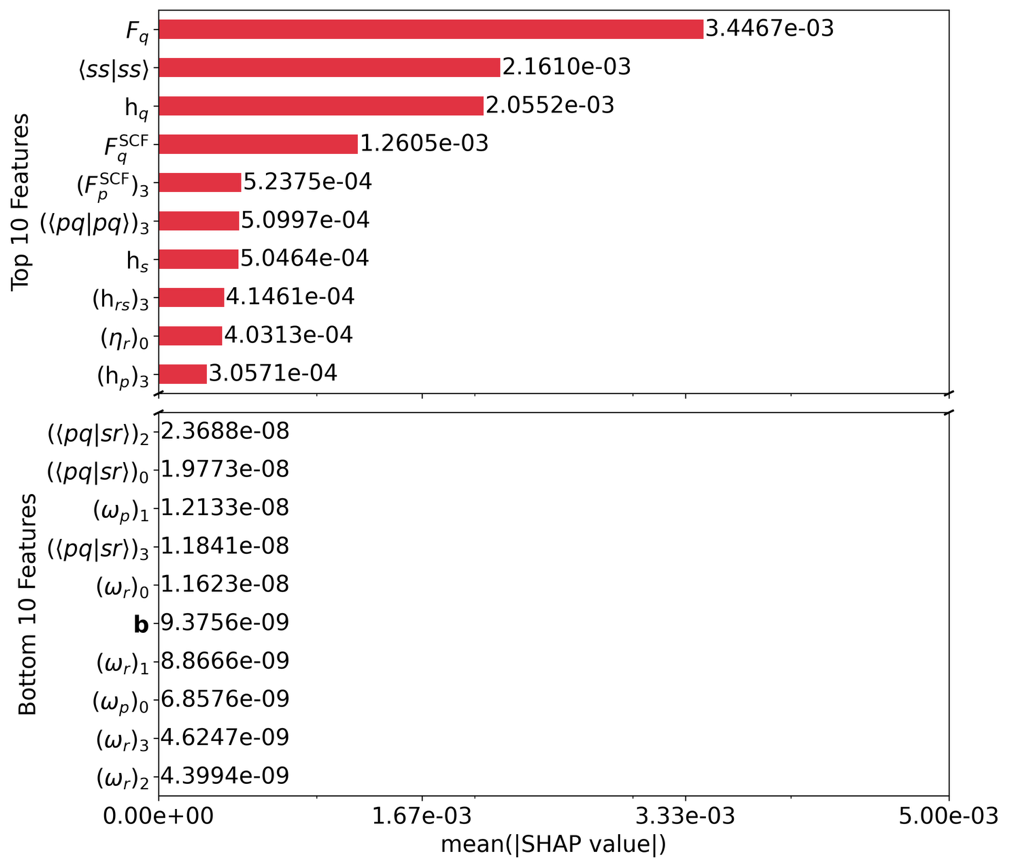 Top 10 Features
F_q 3.4467e-03
⟨ss|ss⟩ 2.1610e-03
h_q 2.0552e-03
F_q^SCF 1.2605e-03
(F_p^SCF)_3 5.2375e-04
(⟨pq|pq⟩)_3 5.0997e-04
h_s 5.0464e-04
(h_rs)_3 4.1461e-04
(η_r)_0 4.0313e-04
(h_p)_3 3.0571e-04
Bottom 10 Features
(⟨pq|sr⟩)_2 2.3688e-08
(⟨pq|sr⟩)_0 1.9773e-08
(ω_p)_1 1.2133e-08
(⟨pq|sr⟩)_3 1.1841e-08
(ω_r)_0 1.1623e-08
b 9.3756e-09
(ω_r)_1 8.8666e-09
(ω_p)_0 6.8576e-09
(ω_r)_3 4.6247e-09
(ω_r)_2 4.3994e-09
0.00e+00 1.67e-03 3.33e-03 5.00e-03
mean(|SHAP value|)